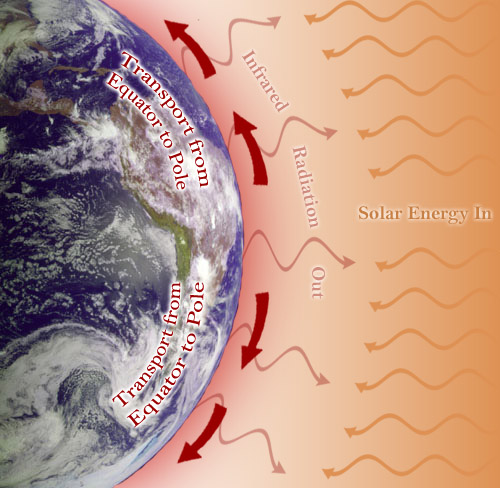 Transport from
Equator to Pole
Infrared
Radiation
Out
Solar Energy In
Transport from
Equator to Pole